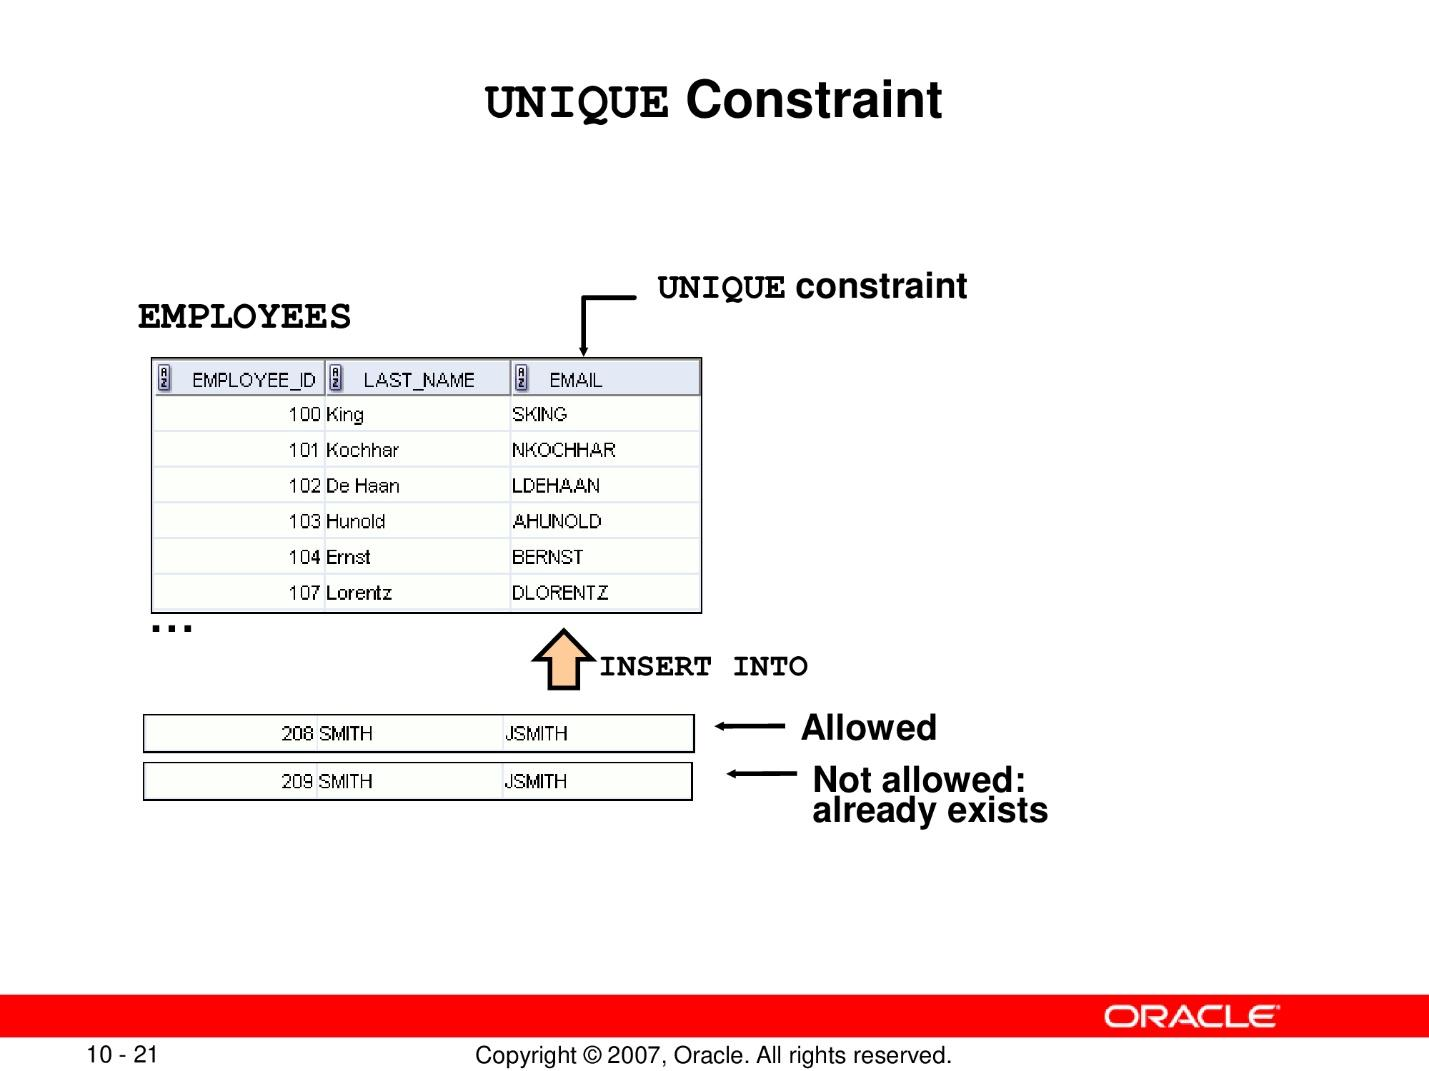 UNIQUE Constraint
UNIQUE constraint
EMPLOYEES
EMPLOYEE_ID LAST_NAME EMAIL
100 King SKING
101 Kochhar NKOCHHAR
102 De Haan LDEHAAN
103 Hunold AHUNOLD
104 Ernst BERNST
107 Lorentz DLORENTZ
...
INSERT INTO
208 SMITH JSMITH
Allowed
209 SMITH JSMITH
Not allowed:
already exists
ORACLE
10 - 21
Copyright © 2007, Oracle. All rights reserved.